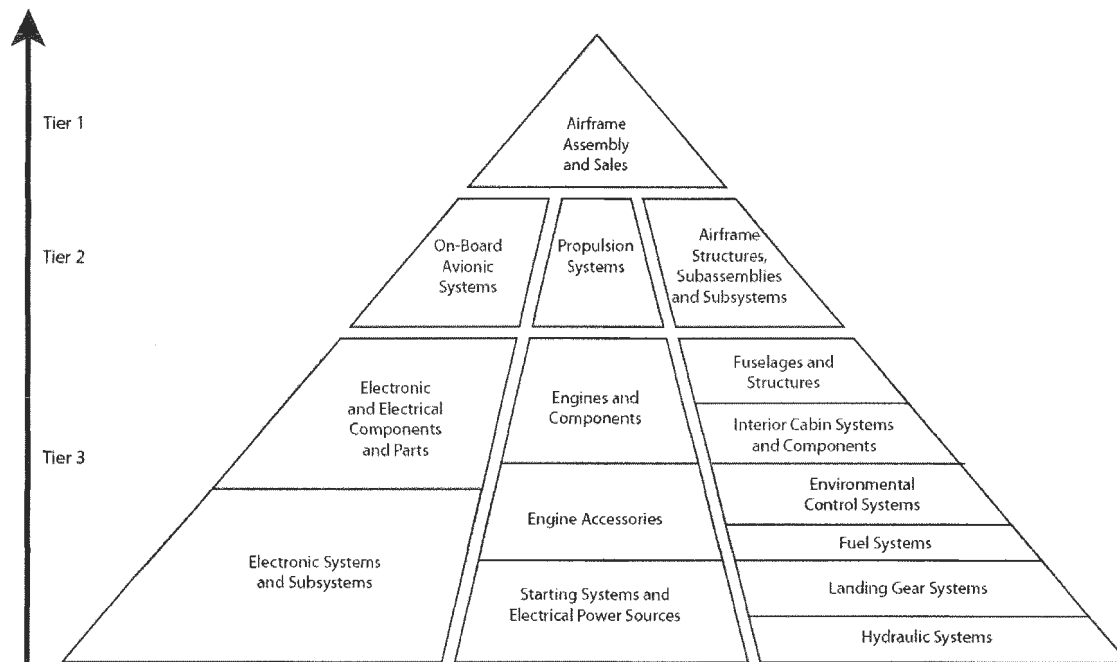 Tier 1
Airframe
Assembly
and Sales
Tier 2
On-Board
Avionic
Systems
Propulsion
Systems
Airframe
Structures,
Subassemblies
and Subsystems
Tier 3
Electronic
and Electrical
Components
and Parts
Electronic Systems
and Subsystems
Engines and
Components
Engine Accessories
Starting Systems and
Electrical Power Sources
Fuselages and
Structures
Interior Cabin Systems
and Components
Environmental
Control Systems
Fuel Systems
Landing Gear Systems
Hydraulic Systems